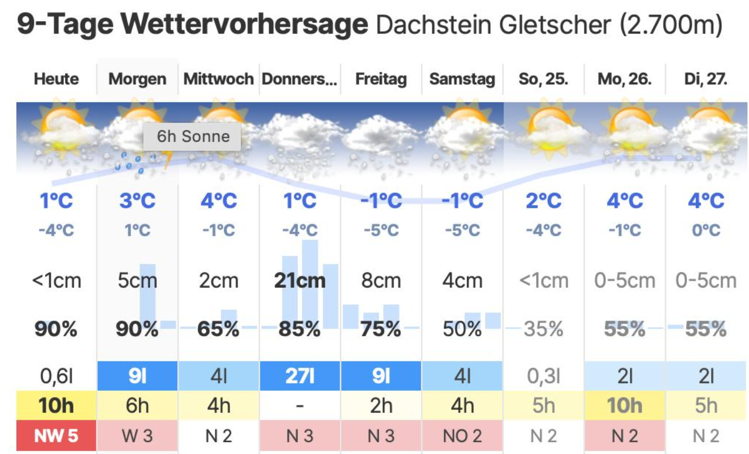 9-Tage Wettervorhersage Dachstein Gletscher (2.700m)
Heute Morgen Mittwoch Donners... Freitag Samstag So, 25. Mo, 26. Di, 27.
6h Sonne
1°C 3°C 4°C 1°C -1°C -1°C 2°C 4°C 4°C
-4°C 1°C -1°C -4°C -5°C -5°C -4°C -1°C 0°C
<1cm 5cm 2cm 21cm 8cm 4cm <1cm 0-5cm 0-5cm
90% 90% 65% 85% 75% 50% 35% 55% 55%
0,6l 9l 4l 27l 9l 4l 0,3l 2l 2l
10h 6h 4h - 2h 4h 5h 10h 5h
NW 5 W 3 N 2 N 3 N 3 NO 2 N 2 N 2 N 2